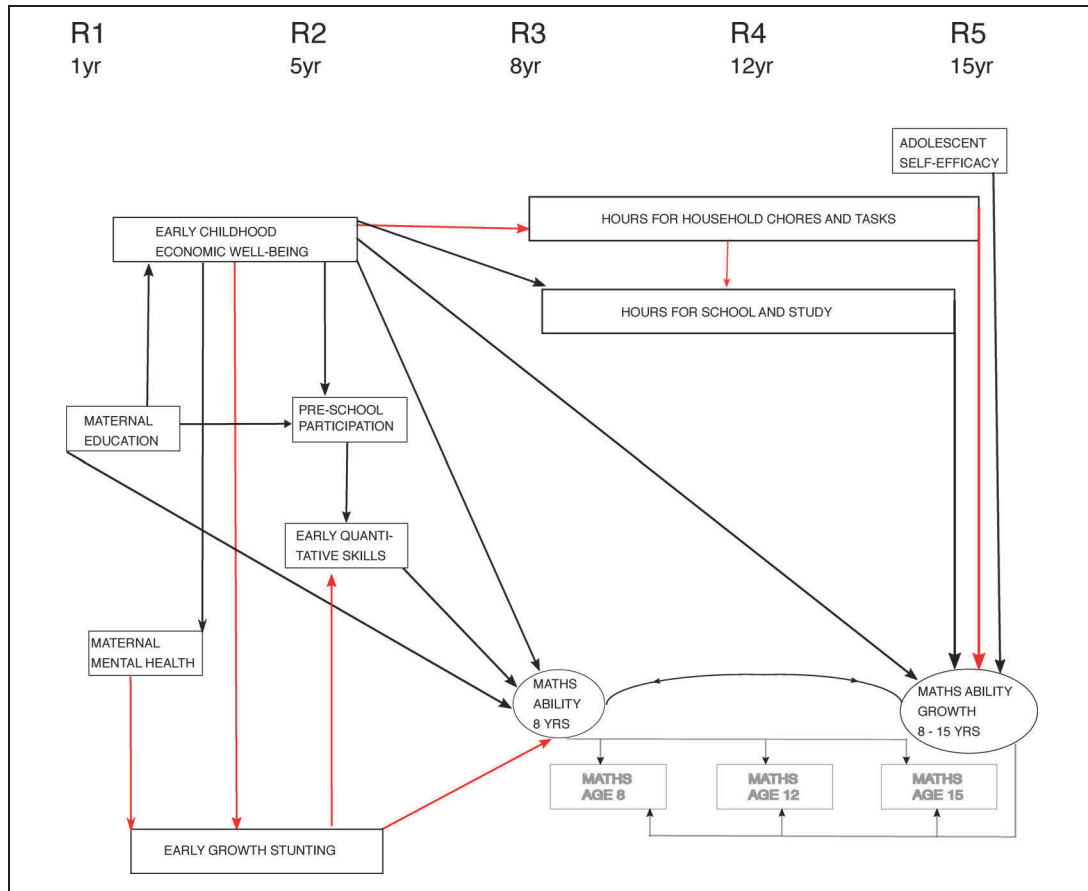 R1
1yr
R2
5yr
R3
8yr
R4
12yr
R5
15yr
ADOLESCENT
SELF-EFFICACY
HOURS FOR HOUSEHOLD CHORES AND TASKS
EARLY CHILDHOOD
ECONOMIC WELL-BEING
HOURS FOR SCHOOL AND STUDY
MATERNAL
EDUCATION
PRE-SCHOOL
PARTICIPATION
EARLY QUANTI-
TATIVE SKILLS
MATERNAL
MENTAL HEALTH
MATHS
ABILITY
8 YRS
MATHS ABILITY
GROWTH
8 - 15 YRS
MATHS
AGE 8
MATHS
AGE 12
MATHS
AGE 15
EARLY GROWTH STUNTING